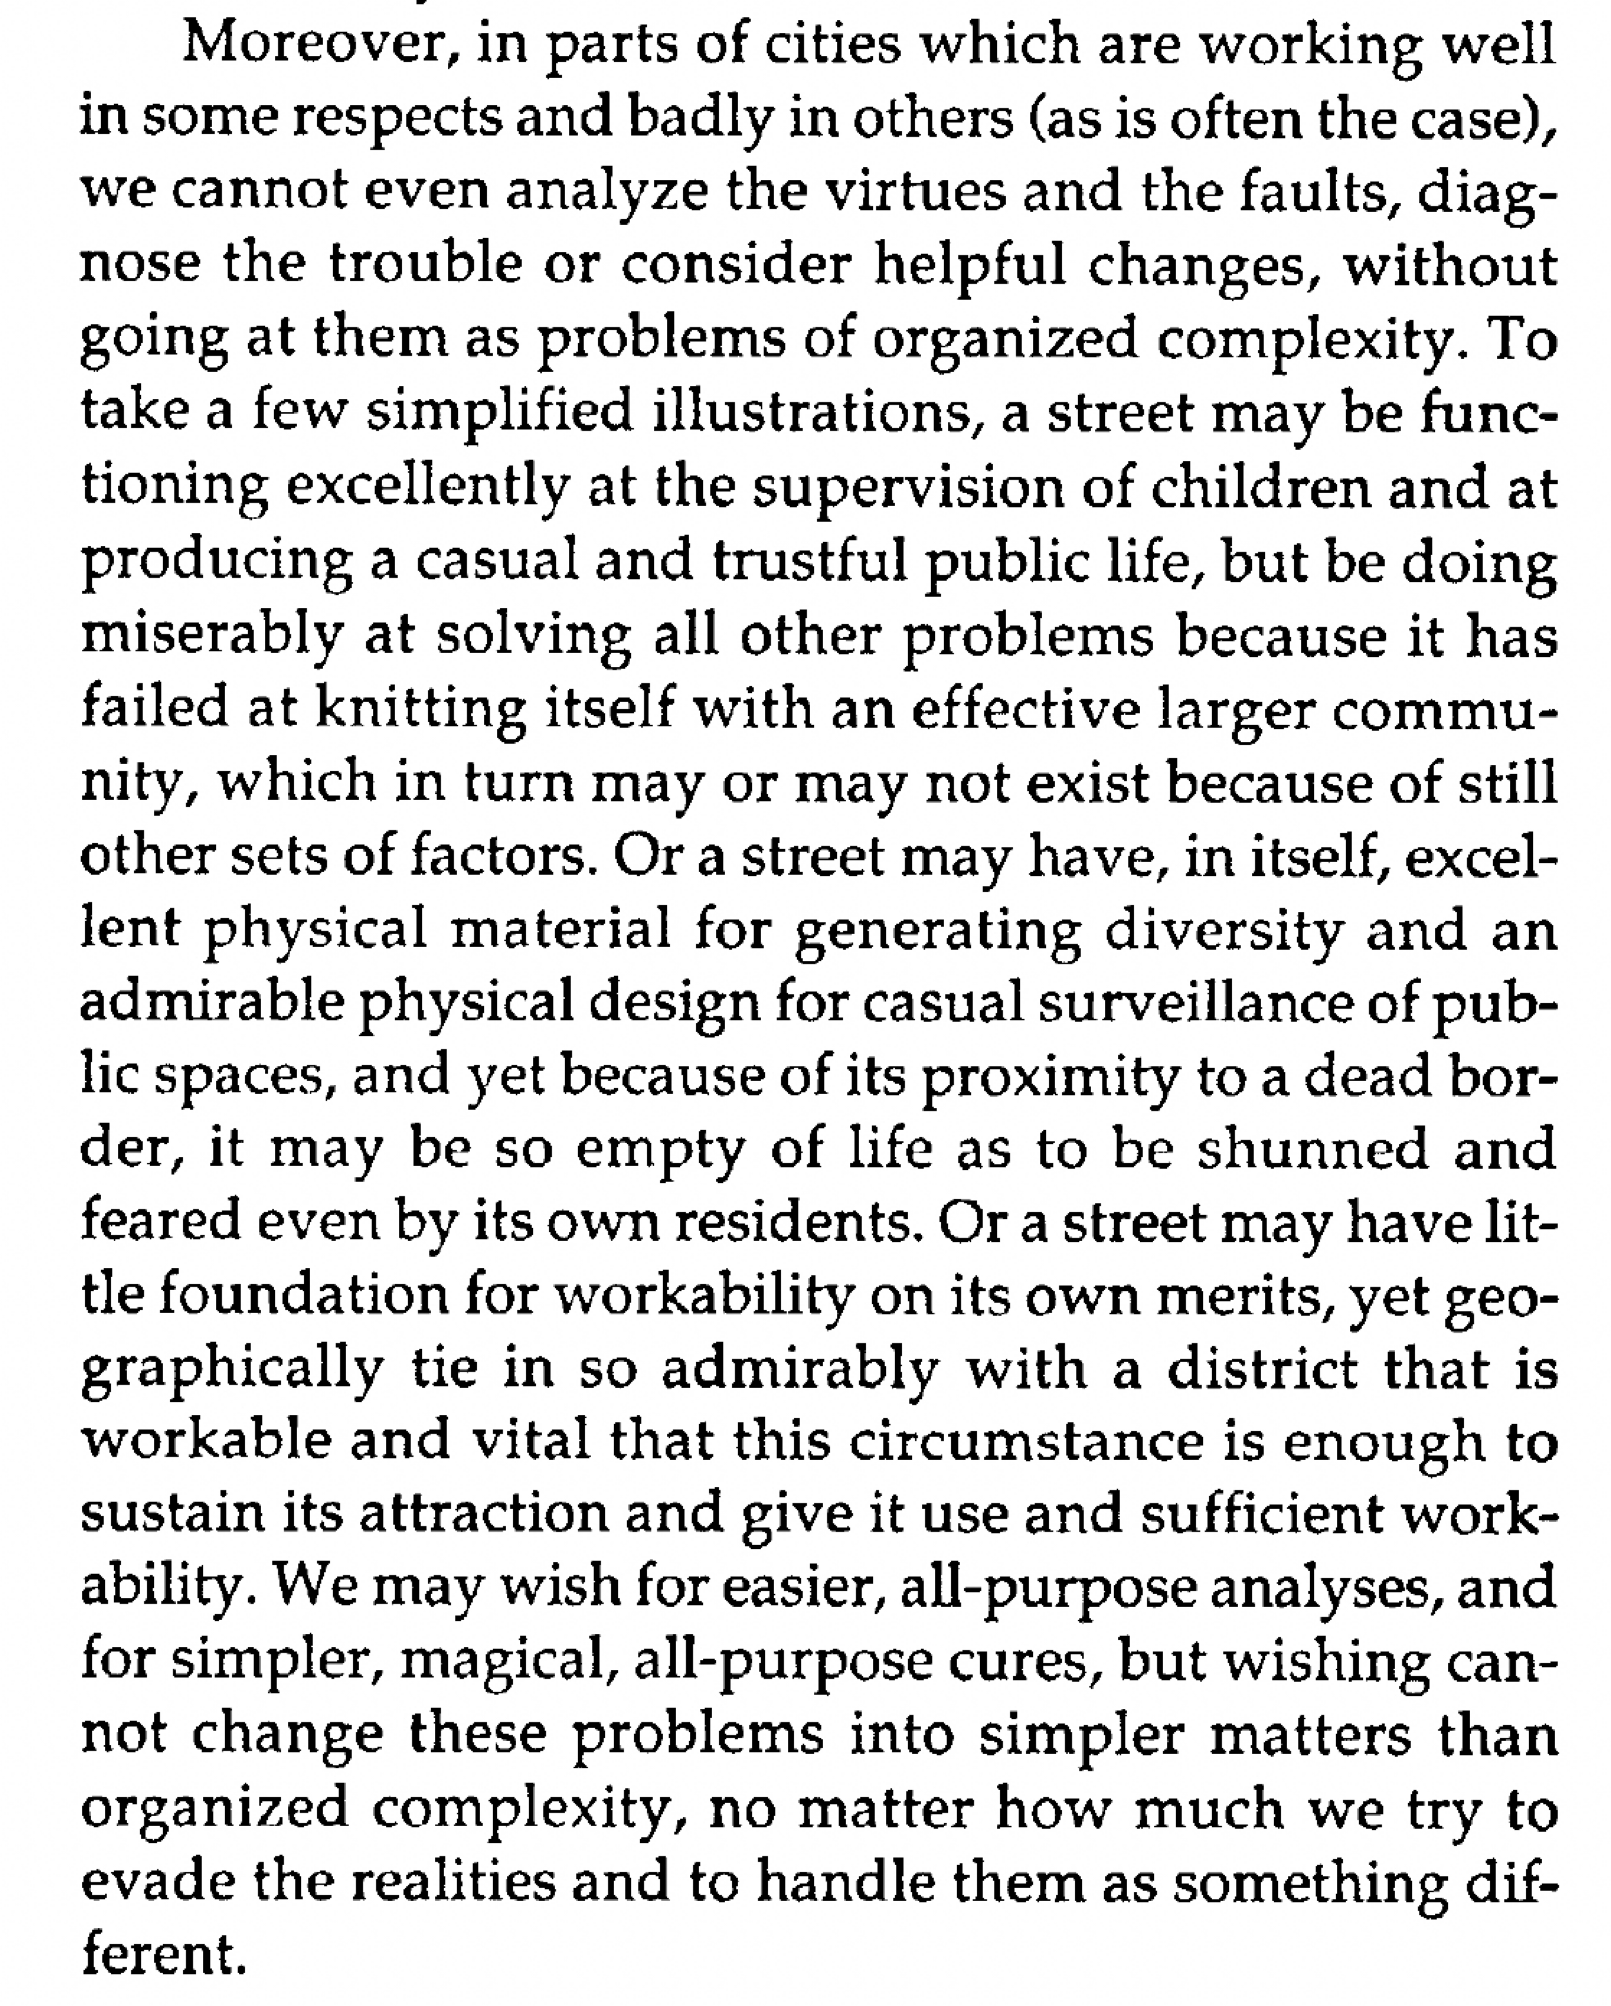 Moreover, in parts of cities which are working well
in some respects and badly in others (as is often the case),
we cannot even analyze the virtues and the faults, diag-
nose the trouble or consider helpful changes, without
going at them as problems of organized complexity. To
take a few simplified illustrations, a street may be func-
tioning excellently at the supervision of children and at
producing a casual and trustful public life, but be doing
miserably at solving all other problems because it has
failed at knitting itself with an effective larger commu-
nity, which in turn may or may not exist because of still
other sets of factors. Or a street may have, in itself, excel-
lent physical material for generating diversity and an
admirable physical design for casual surveillance of pub-
lic spaces, and yet because of its proximity to a dead bor-
der, it may be so empty of life as to be shunned and
feared even by its own residents. Or a street may have lit-
tle foundation for workability on its own merits, yet geo-
graphically tie in so admirably with a district that is
workable and vital that this circumstance is enough to
sustain its attraction and give it use and sufficient work-
ability. We may wish for easier, all-purpose analyses, and
for simpler, magical, all-purpose cures, but wishing can-
not change these problems into simpler matters than
organized complexity, no matter how much we try to
evade the realities and to handle them as something dif-
ferent.